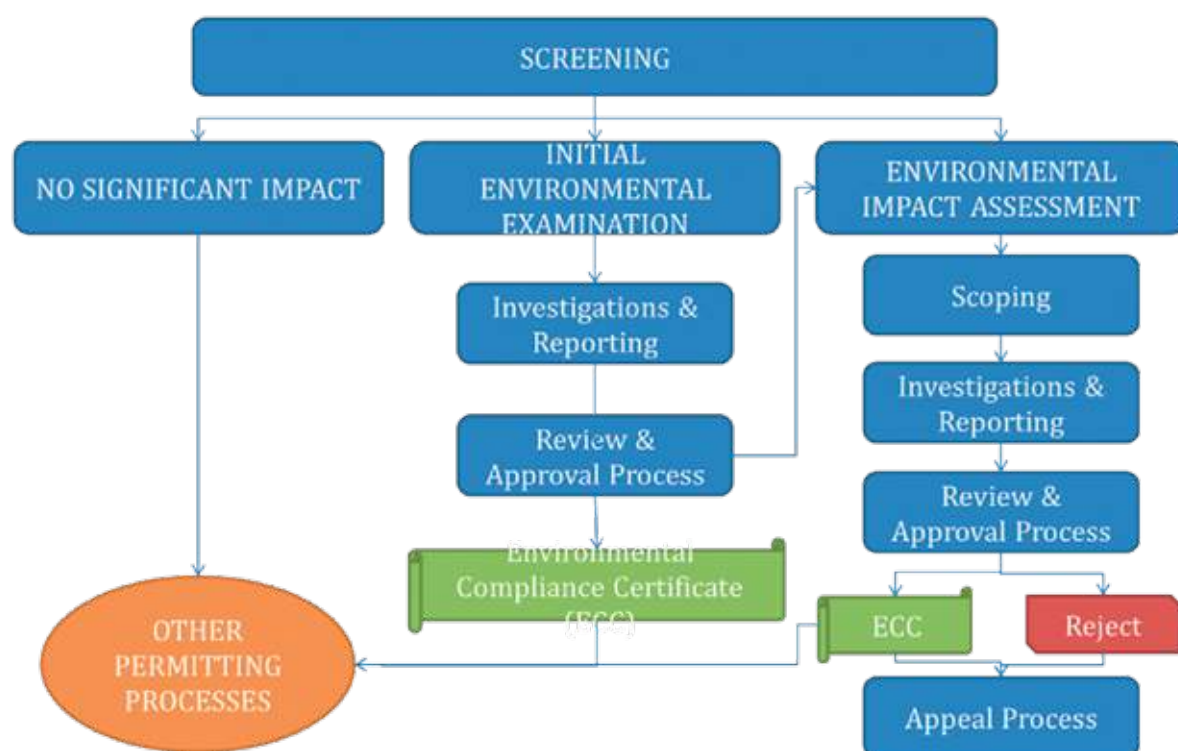 SCREENING
NO SIGNIFICANT IMPACT
INITIAL
ENVIRONMENTAL
EXAMINATION
ENVIRONMENTAL
IMPACT ASSESSMENT
Investigations &
Reporting
Scoping
Investigations &
Reporting
Review &
Approval Process
Review &
Approval Process
Environmental
Compliance Certificate
(ECC)
ECC
Reject
OTHER
PERMITTING
PROCESSES
Appeal Process